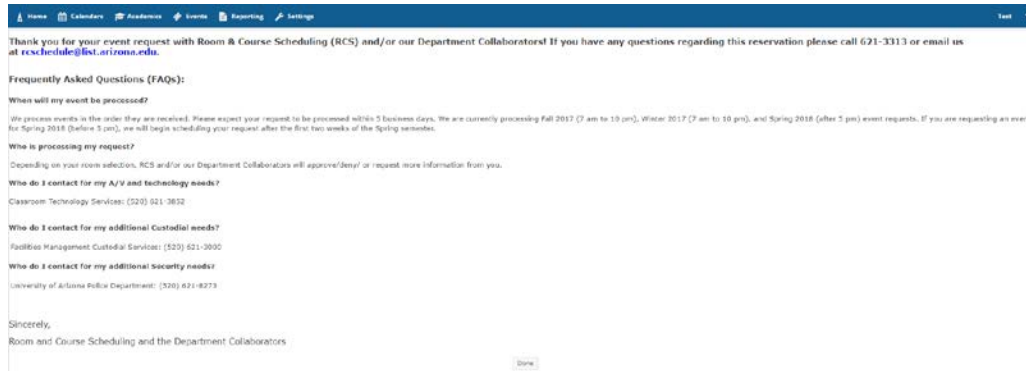 Home Calendars Academics Events Reporting Settings Test
Thank you for your event request with Room & Course Scheduling (RCS) and/or our Department Collaborators! If you have any questions regarding this reservation please call 621-3313 or email us
at rcschedule@list.arizona.edu.
Frequently Asked Questions (FAQs):
When will my event be processed?
We process events in the order they are received. Please expect your request to be processed within 5 business days. We are currently processing Fall 2017 (7 am to 10 pm), Winter 2017 (7 am to 10 pm), and Spring 2018 (after 5 pm) event requests. If you are requesting an ever
for Spring 2018 (before 5 pm), we will begin scheduling your request after the first two weeks of the Spring semester.
Who is processing my request?
Depending on your room selection, RCS and/or our Department Collaborators will approve/deny/ or request more information from you.
Who do I contact for my A/V and technology needs?
Classroom Technology Services: (520) 621-3852
Who do I contact for my additional Custodial needs?
Facilities Management Custodial Services: (520) 621-3000
Who do I contact for my additional Security needs?
University of Arizona Police Department: (520) 621-8273
Sincerely,
Room and Course Scheduling and the Department Collaborators
Done